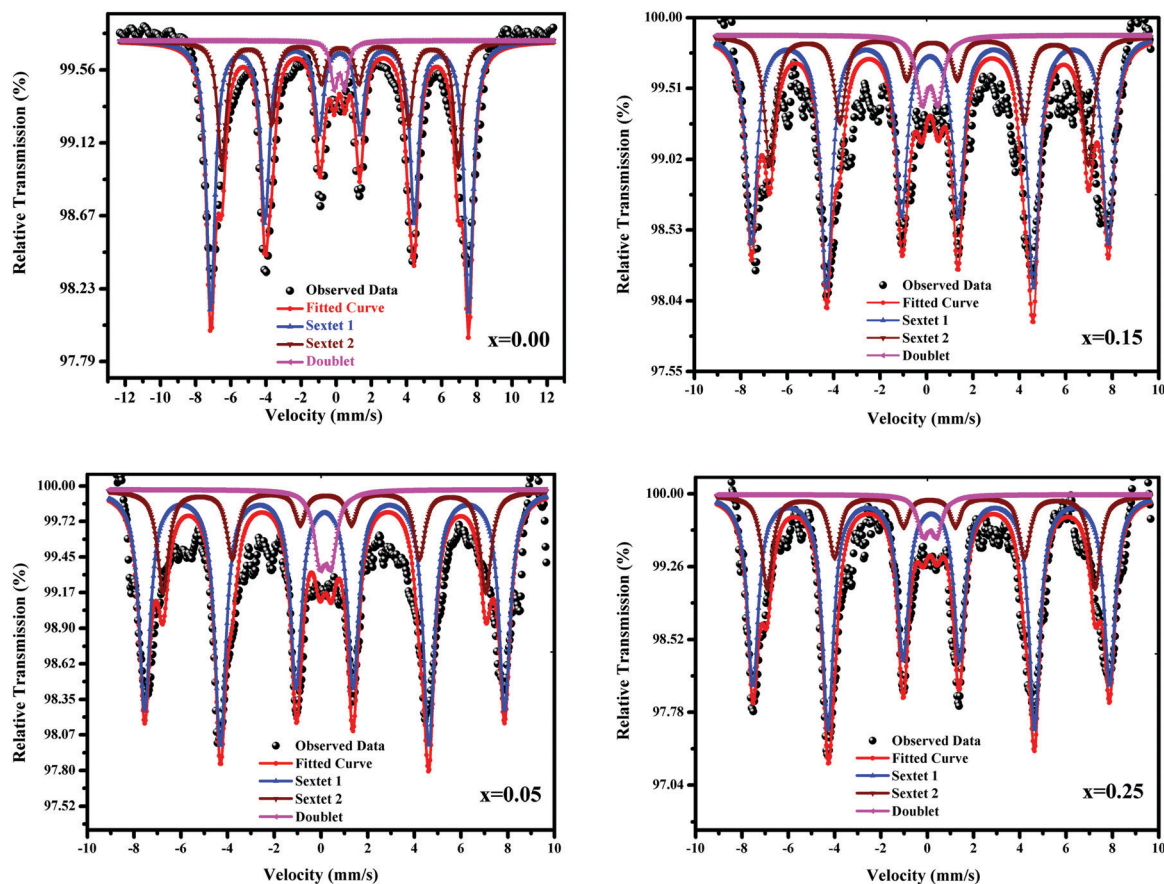 Relative Transmission (%)
99.56
99.12
98.67
98.23
97.79
Observed Data
Fitted Curve
Sextet 1
Sextet 2
Doublet
x=0.00
-12 -10 -8 -6 -4 -2 0 2 4 6 8 10 12
Velocity (mm/s)
Relative Transmission (%)
100.00
99.51
99.02
98.53
98.04
97.55
Observed Data
Fitted Curve
Sextet 1
Sextet 2
Doublet
x=0.15
-10 -8 -6 -4 -2 0 2 4 6 8 10
Velocity (mm/s)
Relative Transmission (%)
100.00
99.72
99.45
99.17
98.90
98.62
98.35
98.07
97.80
97.52
Observed Data
Fitted Curve
Sextet 1
Sextet 2
Doublet
x=0.05
-10 -8 -6 -4 -2 0 2 4 6 8 10
Velocity (mm/s)
Relative Transmission (%)
100.00
99.26
98.52
97.78
97.04
Observed Data
Fitted Curve
Sextet 1
Sextet 2
Doublet
x=0.25
-10 -8 -6 -4 -2 0 2 4 6 8 10
Velocity (mm/s)